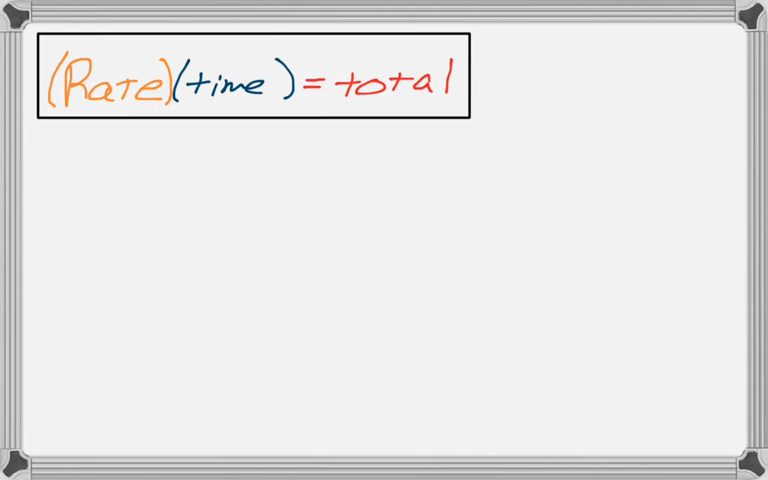 (Rate)(time) = total